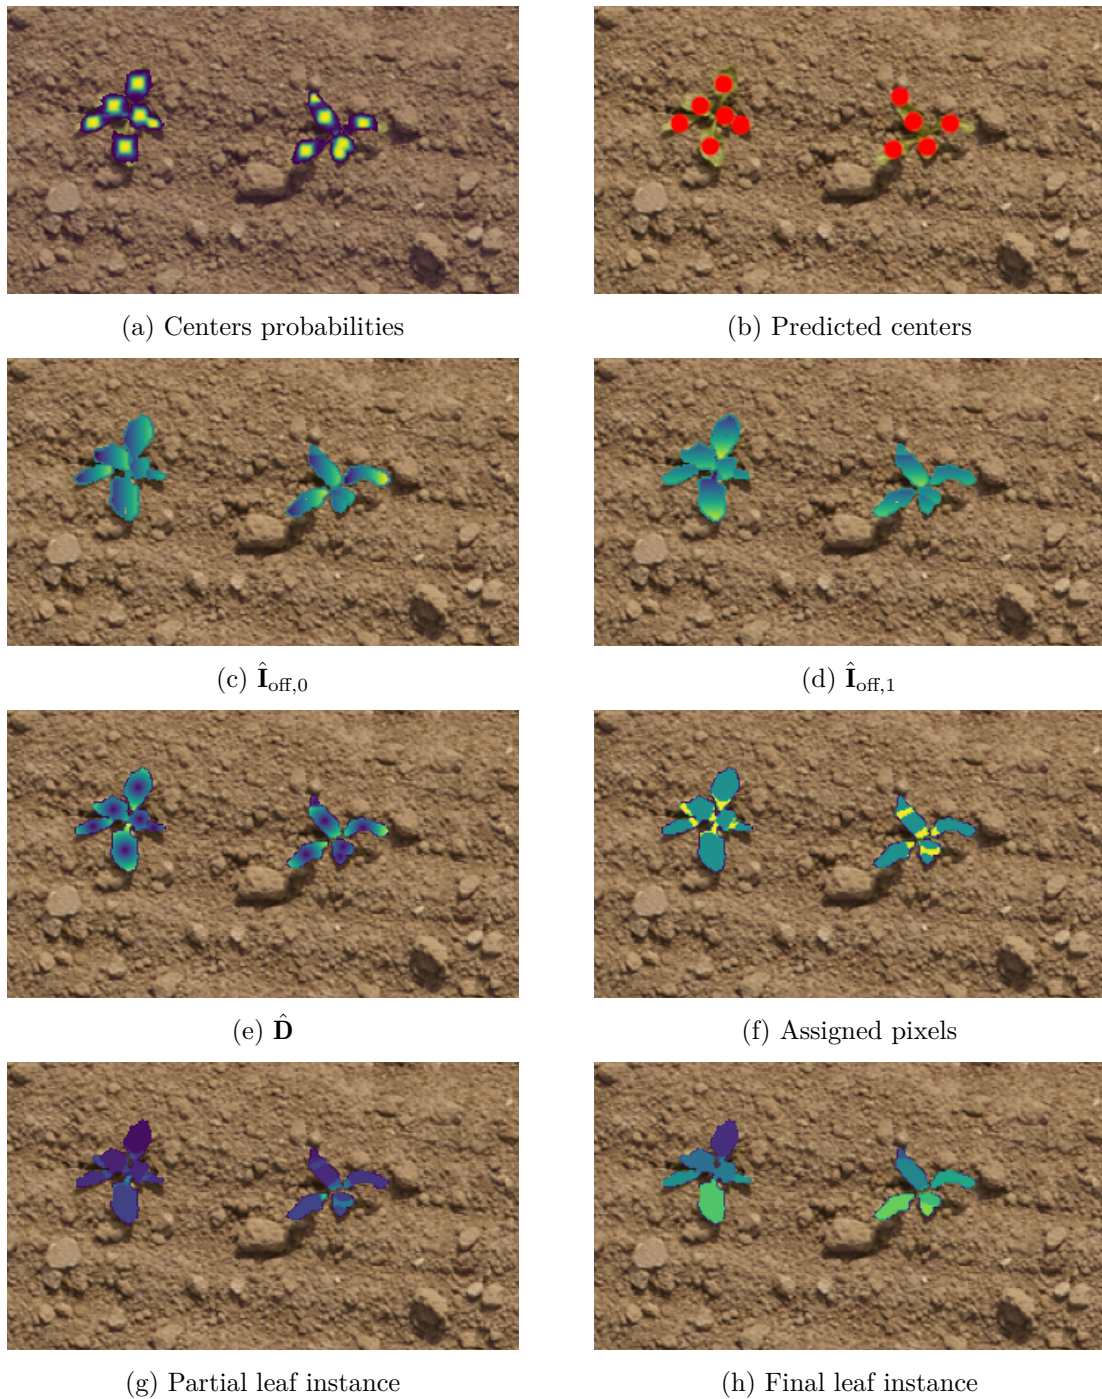 (a) Centers probabilities
(b) Predicted centers
(c) Î_off,0
(d) Î_off,1
(e) D̂
(f) Assigned pixels
(g) Partial leaf instance
(h) Final leaf instance